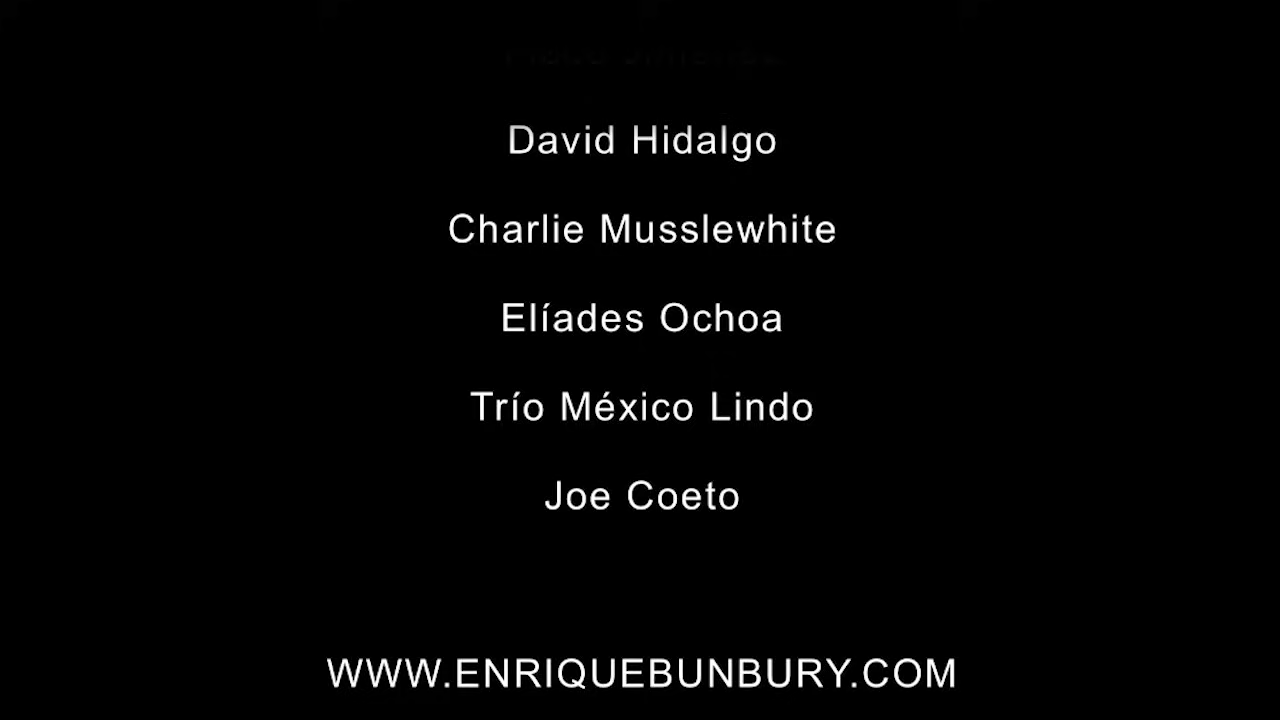 David Hidalgo
Charlie Musslewhite
Elíades Ochoa
Trío México Lindo
Joe Coeto
WWW.ENRIQUEBUNBURY.COM